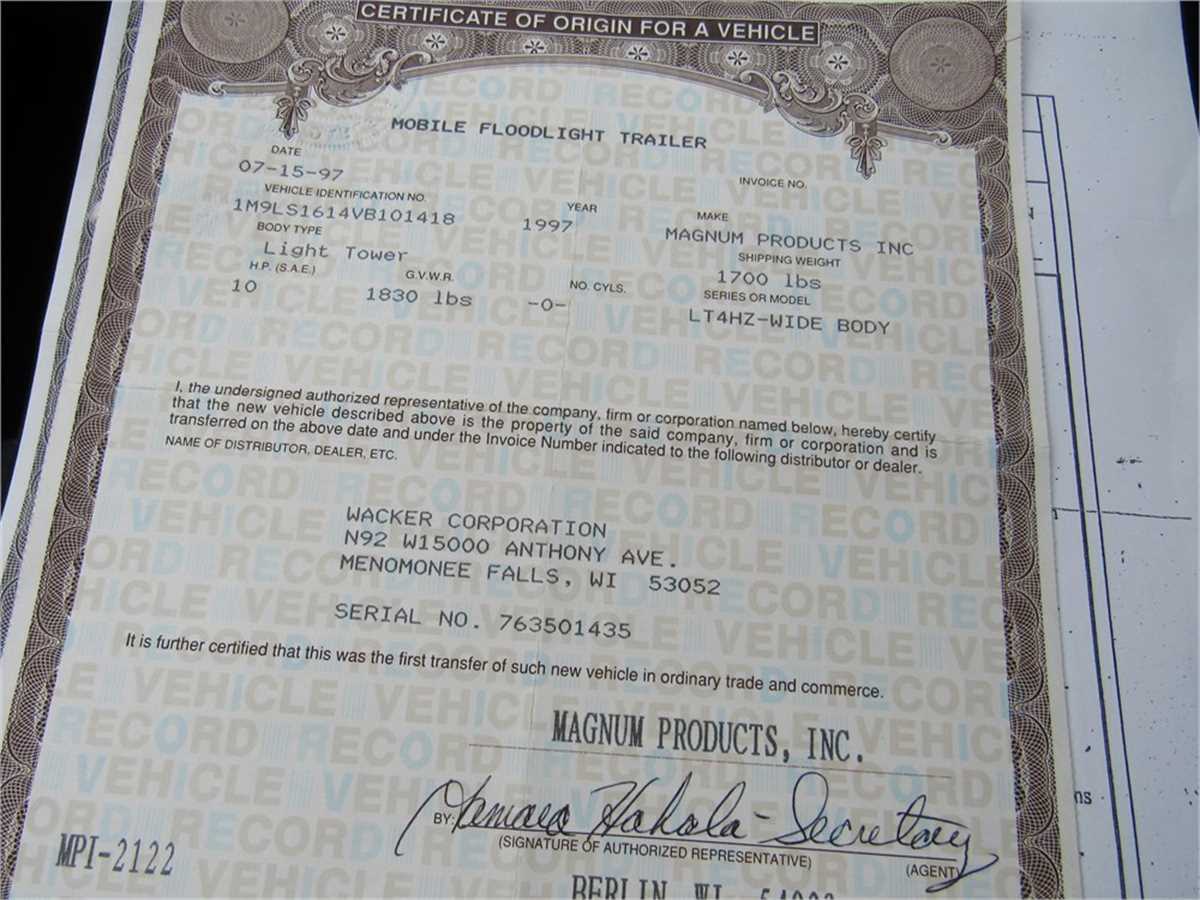 CERTIFICATE OF ORIGIN FOR A VEHICLE
MOBILE FLOODLIGHT TRAILER
DATE
07-15-97
INVOICE NO.
VEHICLE IDENTIFICATION NO.
1M9LS1614VB101418
YEAR
1997
MAKE
MAGNUM PRODUCTS INC
BODY TYPE
Light Tower
SHIPPING WEIGHT
1700 lbs
H.P. (S.A.E.)
10
G.V.W.R.
1830 lbs
NO. CYLS.
-0-
SERIES OR MODEL
LT4HZ-WIDE BODY
I, the undersigned authorized representative of the company, firm or corporation named below, hereby certify
that the new vehicle described above is the property of the said company, firm or corporation and is
transferred on the above date and under the Invoice Number indicated to the following distributor or dealer.
NAME OF DISTRIBUTOR, DEALER, ETC.
WACKER CORPORATION
N92 W15000 ANTHONY AVE.
MENOMONEE FALLS, WI 53052
SERIAL NO. 763501435
It is further certified that this was the first transfer of such new vehicle in ordinary trade and commerce.
MAGNUM PRODUCTS, INC.
BY: Hakola - Secretary
(SIGNATURE OF AUTHORIZED REPRESENTATIVE) (AGENT)
MPI-2122
BERLIN WI